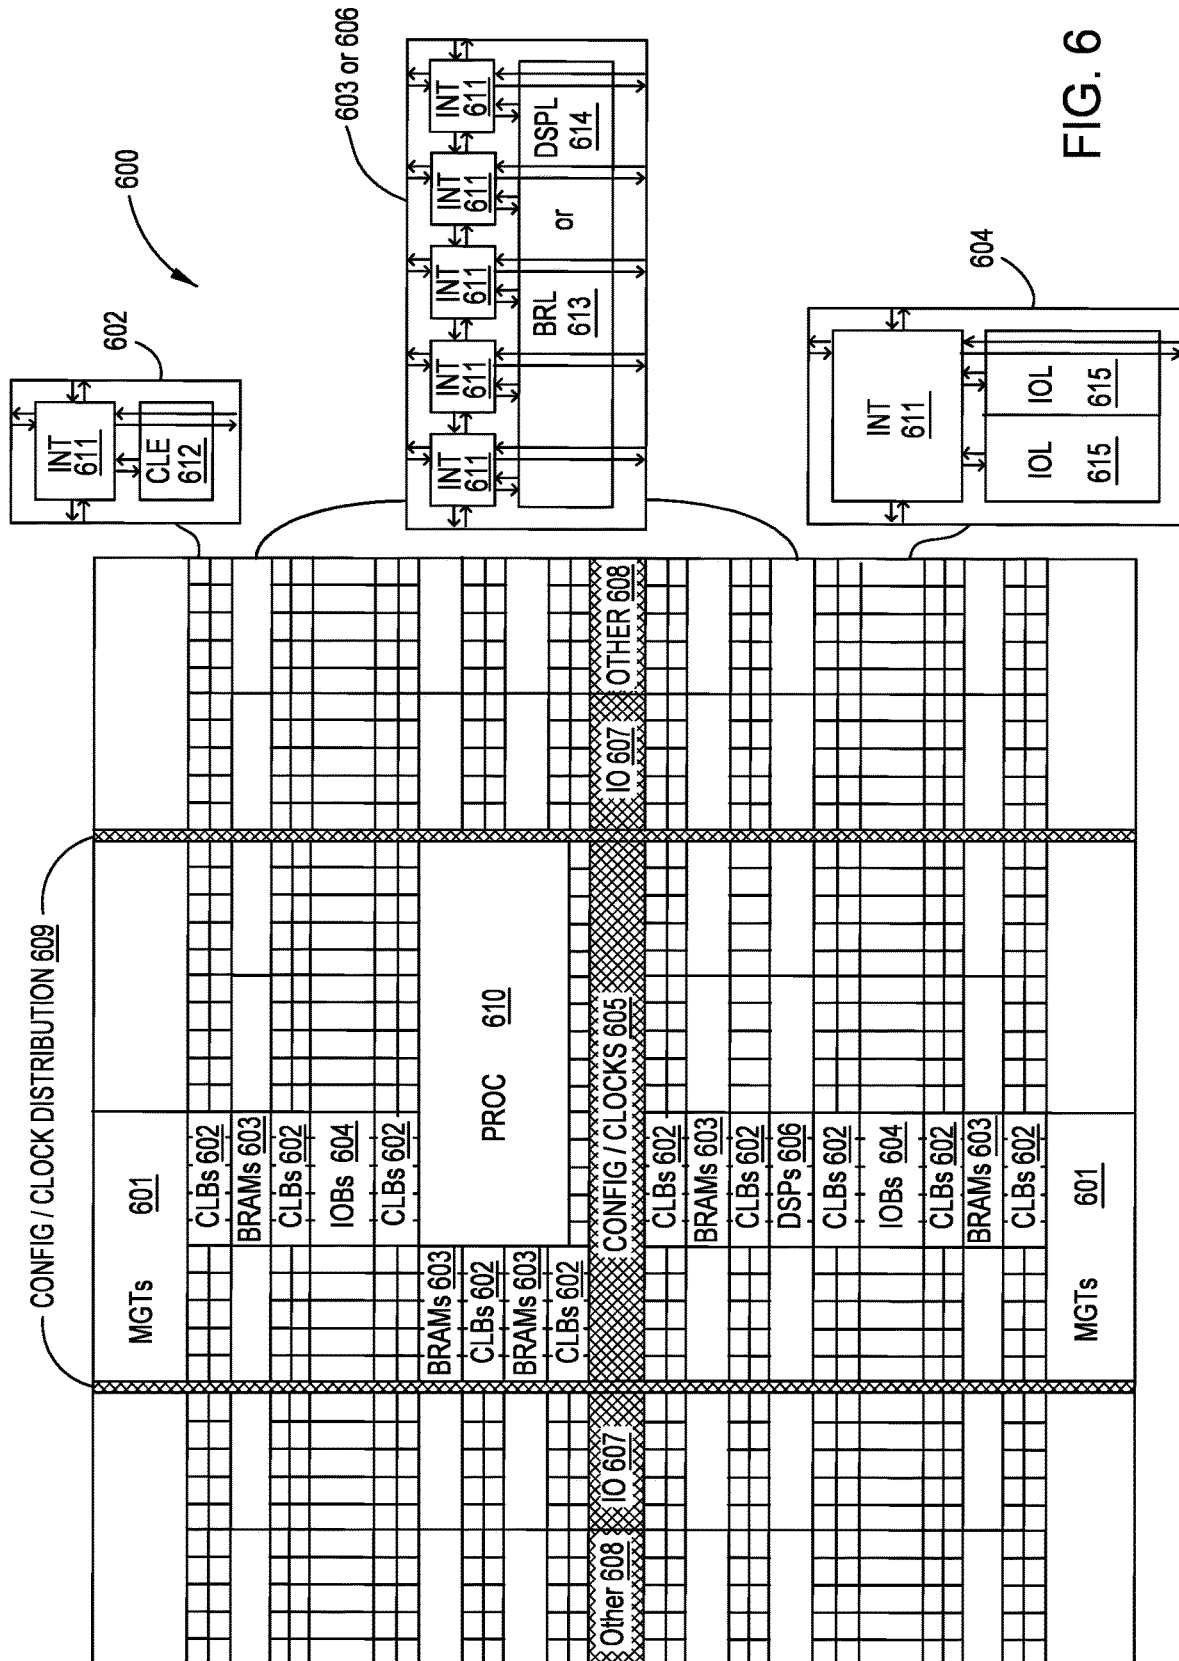 FIG. 6
600
CONFIG / CLOCK DISTRIBUTION 609
MGTs 601
CLBs 602
BRAMs 603
CLBs 602
IOBs 604
CLBs 602
BRAMs 603
CLBs 602
BRAMs 603
CLBs 602
PROC 610
Other 608
IO 607
CONFIG / CLOCKS 605
IO 607
OTHER 608
CLBs 602
BRAMs 603
CLBs 602
DSPs 606
CLBs 602
IOBs 604
CLBs 602
BRAMs 603
CLBs 602
MGTs 601
602
INT
611
CLE
612
603 or 606
INT
611
INT
611
INT
611
INT
611
INT
611
BRL or DSPL
613 614
604
INT
611
IOL IOL
615 615